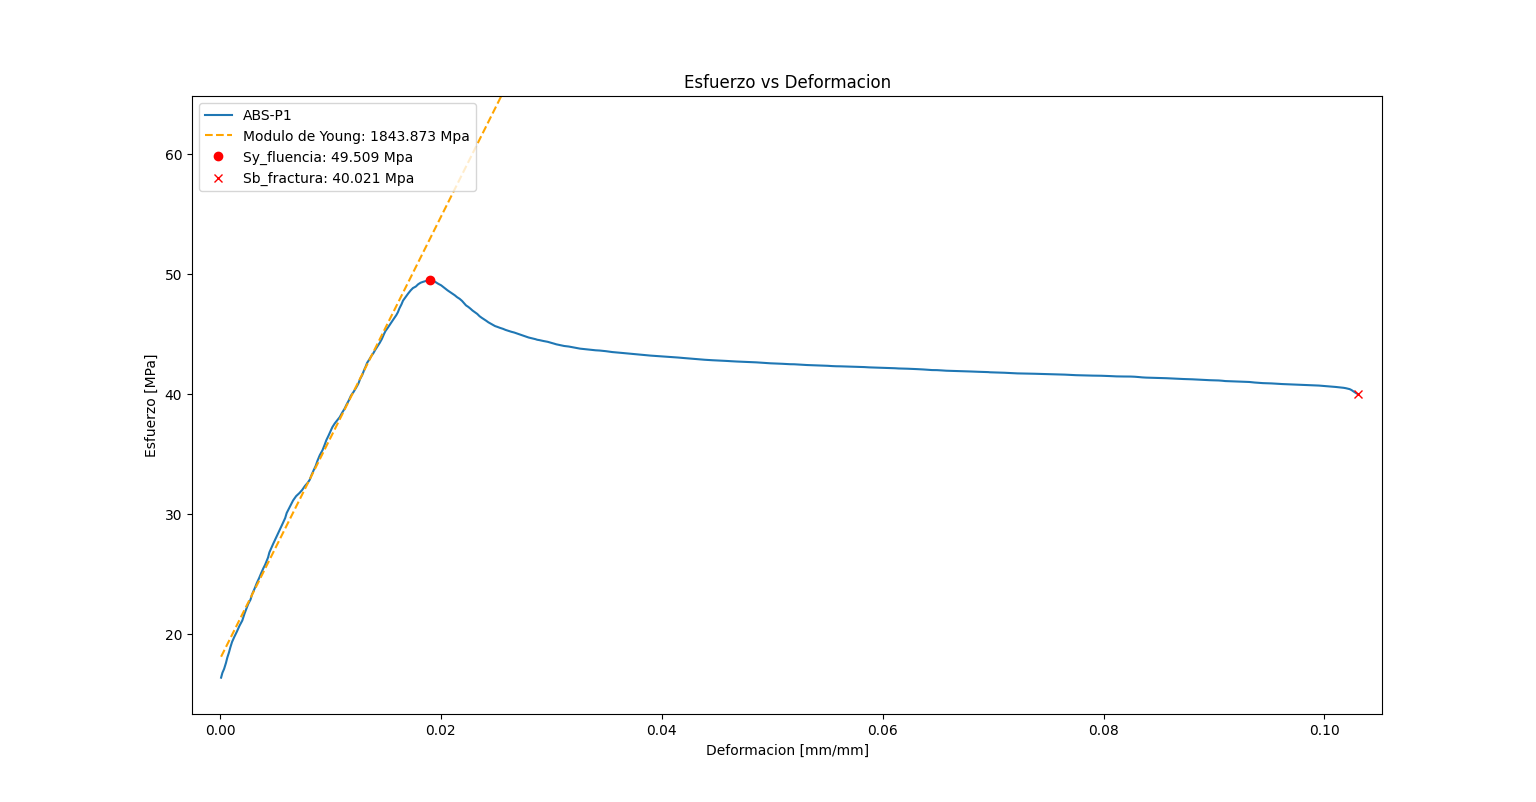 Esfuerzo vs Deformacion
ABS-P1
Modulo de Young: 1843.873 Mpa
Sy_fluencia: 49.509 Mpa
Sb_fractura: 40.021 Mpa
60
50
40
30
20
Esfuerzo [MPa]
0.00 0.02 0.04 0.06 0.08 0.10
Deformacion [mm/mm]